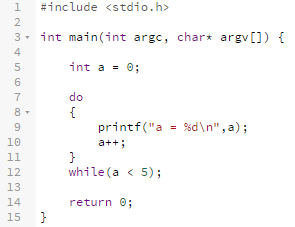 1 #include <stdio.h>
2
3 int main(int argc, char* argv[]) {
4
5     int a = 0;
6
7     do
8     {
9         printf("a = %d\n",a);
10         a++;
11     }
12     while(a < 5);
13
14     return 0;
15 }